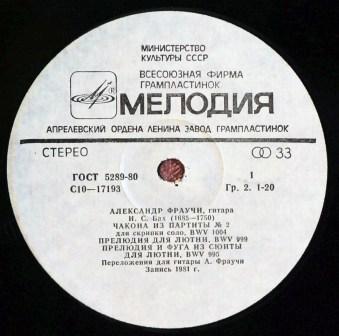 МИНИСТЕРСТВО
КУЛЬТУРЫ СССР
ВСЕСОЮЗНАЯ ФИРМА
ГРАМПЛАСТИНОК
®
МЕЛОДИЯ
АПРЕЛЕВСКИЙ ОРДЕНА ЛЕНИНА ЗАВОД ГРАМПЛАСТИНОК
СТЕРЕО 33
ГОСТ 5289-80 1
С10—17193 Гр. 2. 1-20
АЛЕКСАНДР ФРАУЧИ, гитара
И. С. Бах (1685—1750)
ЧАКОНА ИЗ ПАРТИТЫ № 2
для скрипки соло, BWV 1004
ПРЕЛЮДИЯ ДЛЯ ЛЮТНИ, BWV 999
ПРЕЛЮДИЯ И ФУГА ИЗ СЮИТЫ
ДЛЯ ЛЮТНИ, BWV 995
Переложения для гитары А. Фраучи
Запись 1981 г.